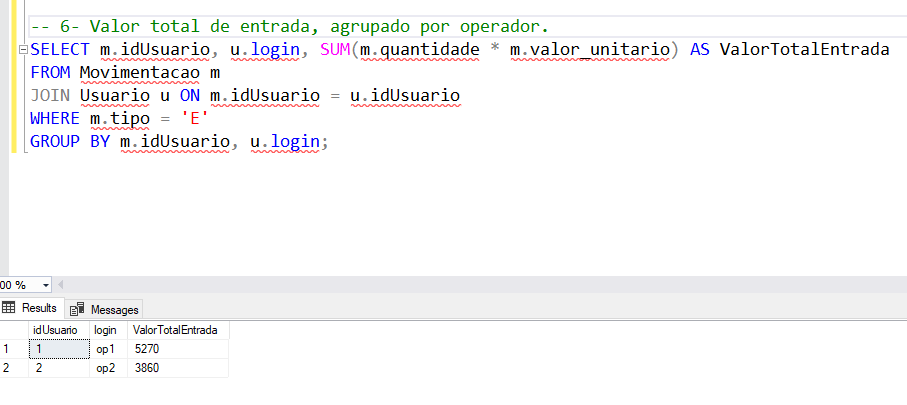 -- 6- Valor total de entrada, agrupado por operador.
SELECT m.idUsuario, u.login, SUM(m.quantidade * m.valor_unitario) AS ValorTotalEntrada
FROM Movimentacao m
JOIN Usuario u ON m.idUsuario = u.idUsuario
WHERE m.tipo = 'E'
GROUP BY m.idUsuario, u.login;
00 %
Results Messages
idUsuario login ValorTotalEntrada
1 1 op1 5270
2 2 op2 3860